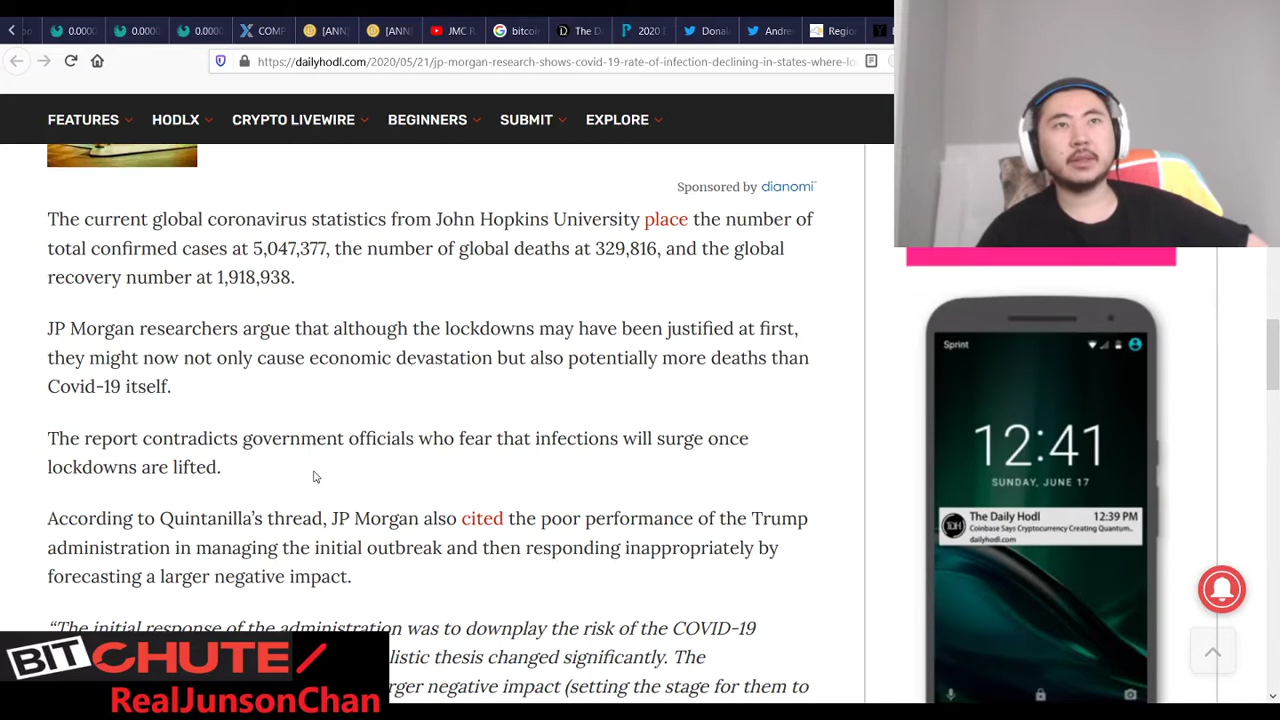 0.0000
0.0000
0.0000
COMP
[ANN]
[ANN]
JMC R
bitcoi
The Da
2020 E
Donal
Andre
Region
https://dailyhodl.com/2020/05/21/jp-morgan-research-shows-covid-19-rate-of-infection-declining-in-states-where-lo
FEATURES
HODLX
CRYPTO LIVEWIRE
BEGINNERS
SUBMIT
EXPLORE
Sponsored by dianomi
The current global coronavirus statistics from John Hopkins University place the number of
total confirmed cases at 5,047,377, the number of global deaths at 329,816, and the global
recovery number at 1,918,938.
JP Morgan researchers argue that although the lockdowns may have been justified at first,
they might now not only cause economic devastation but also potentially more deaths than
Covid-19 itself.
The report contradicts government officials who fear that infections will surge once
lockdowns are lifted.
According to Quintanilla's thread, JP Morgan also cited the poor performance of the Trump
administration in managing the initial outbreak and then responding inappropriately by
forecasting a larger negative impact.
“The initial response of the administration was to downplay the risk of the COVID-19
listic thesis changed significantly. The
rger negative impact (setting the stage for them to
Sprint
12:41
SUNDAY, JUNE 17
The Daily Hodl 12:39 PM
Coinbase Says Cryptocurrency Creating Quantum..
dailyhodl.com
TDH
BITCHUTE
RealJunsonChan